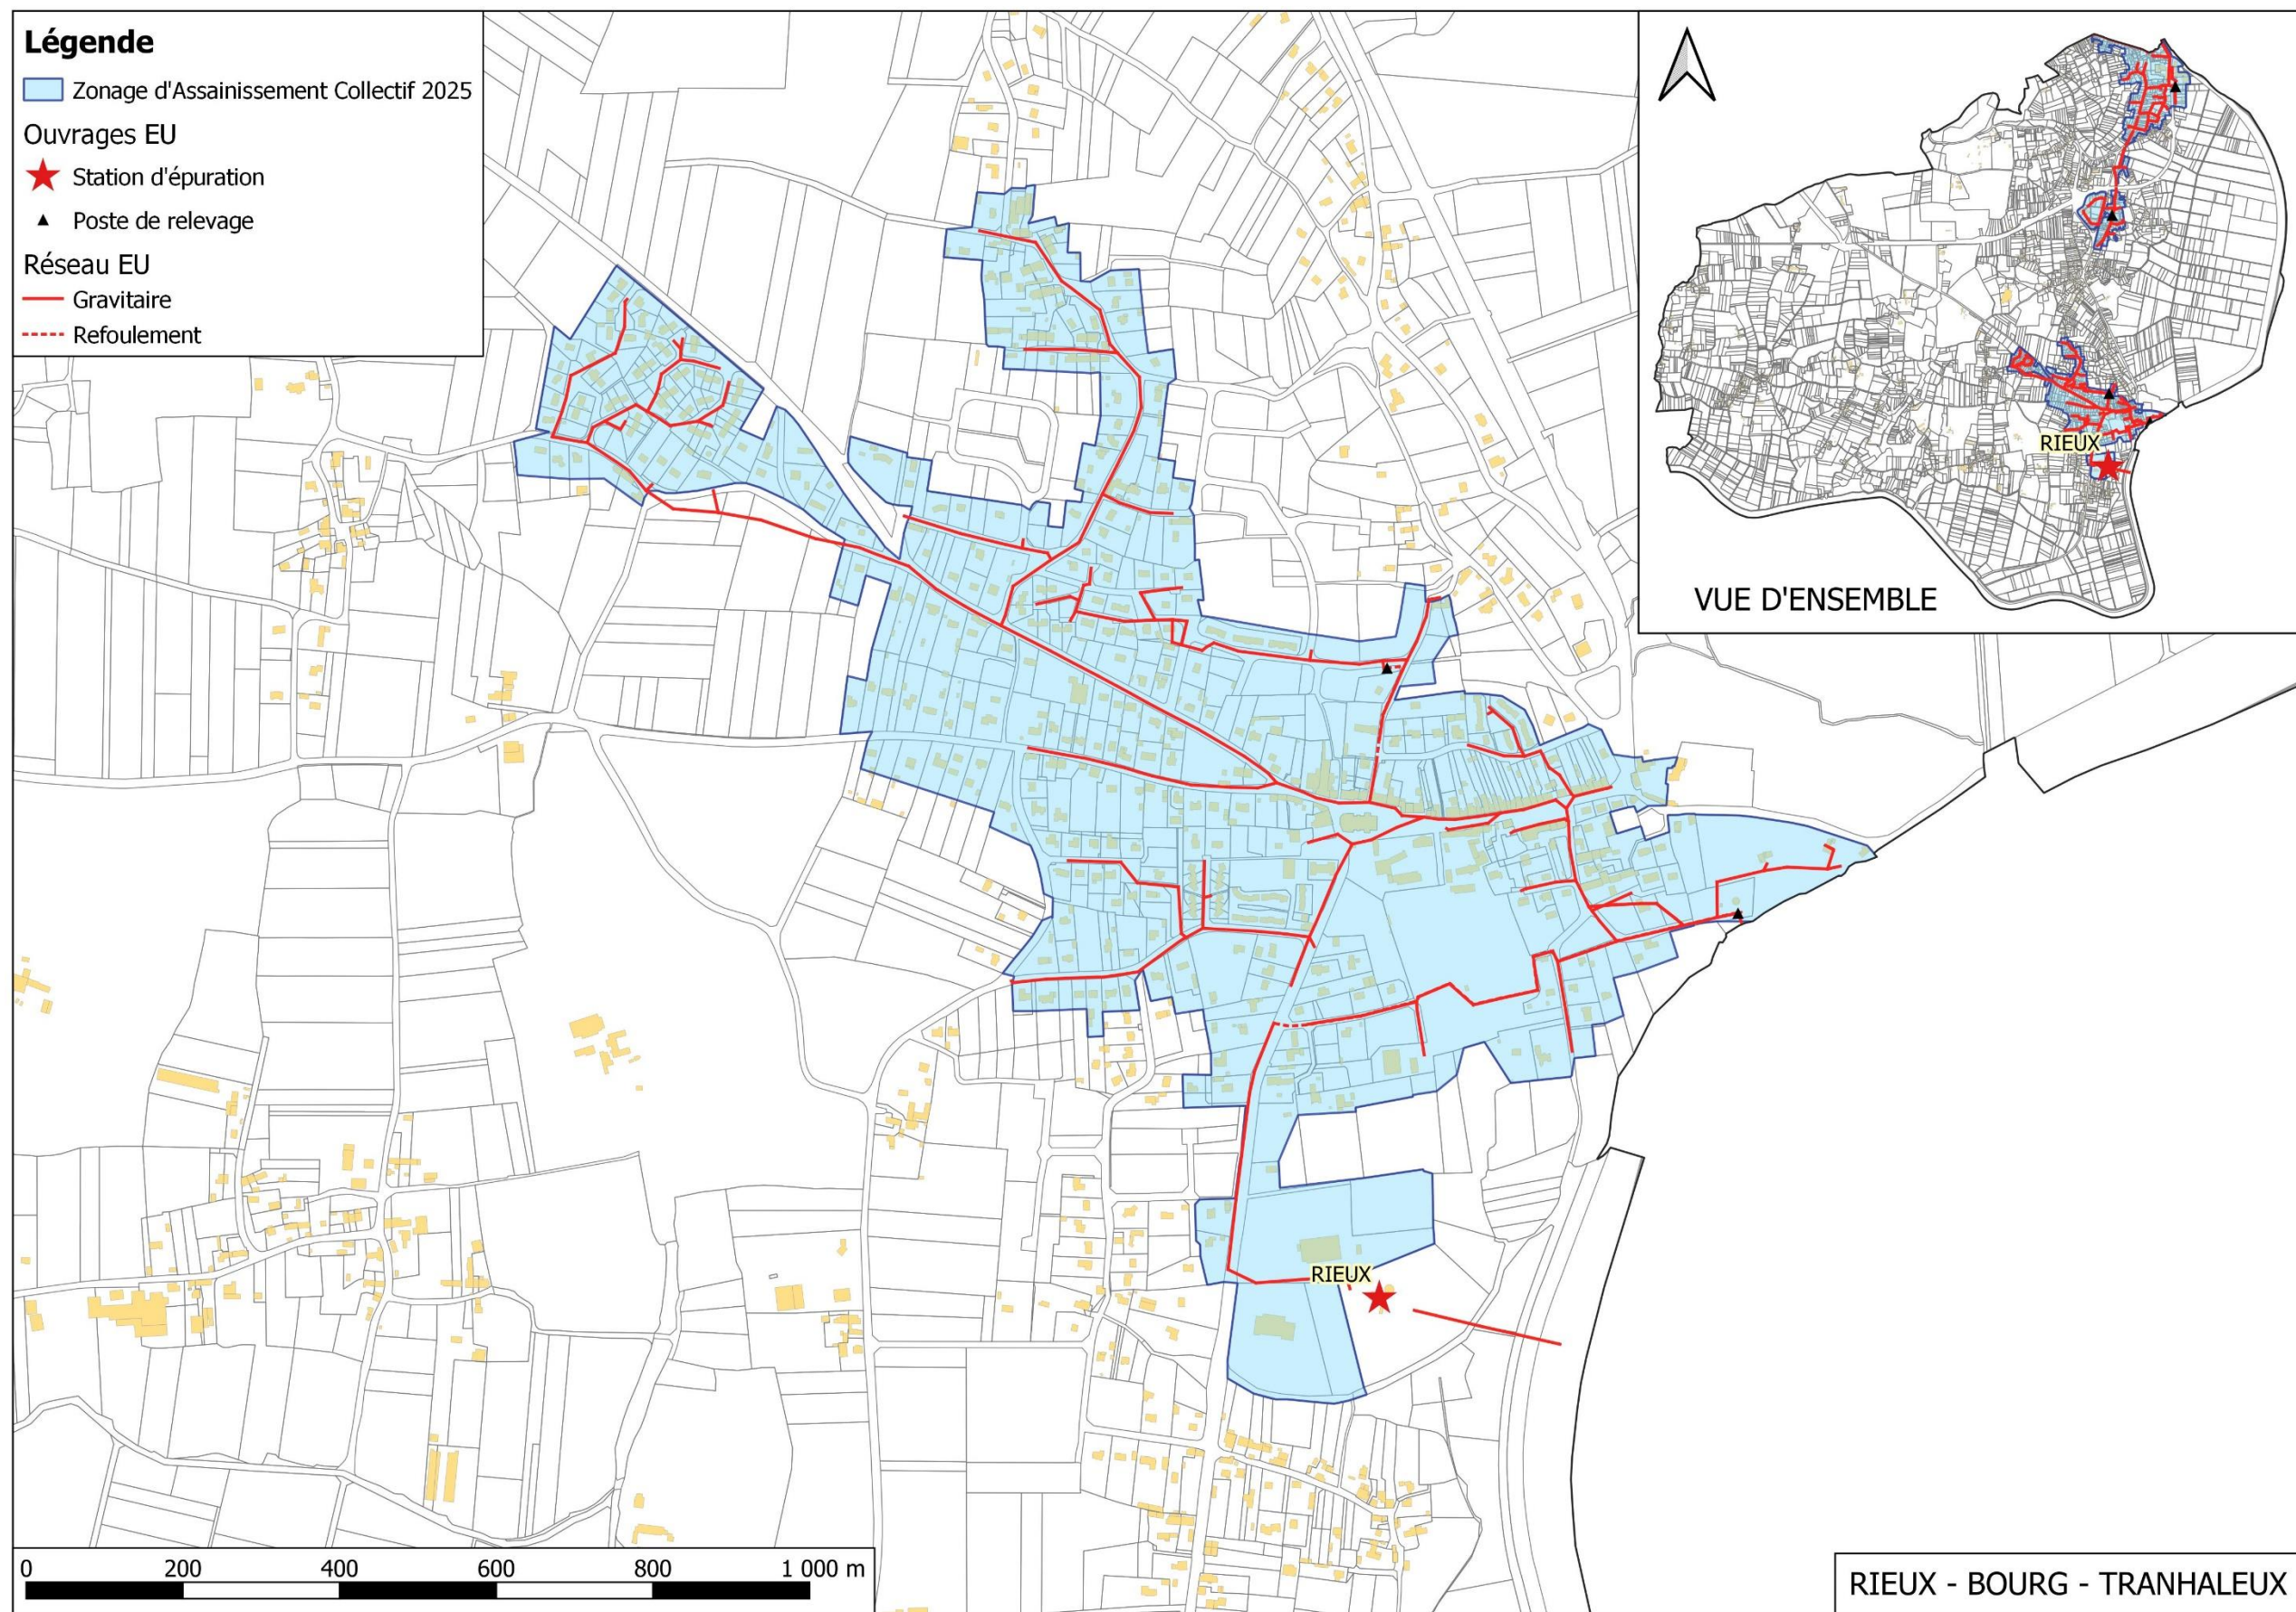 Légende
Zonage d'Assainissement Collectif 2025
Ouvrages EU
Station d'épuration
Poste de relevage
Réseau EU
Gravitaire
Refoulement
RIEUX
VUE D'ENSEMBLE
RIEUX
0 200 400 600 800 1 000 m
RIEUX - BOURG - TRANHALEUX